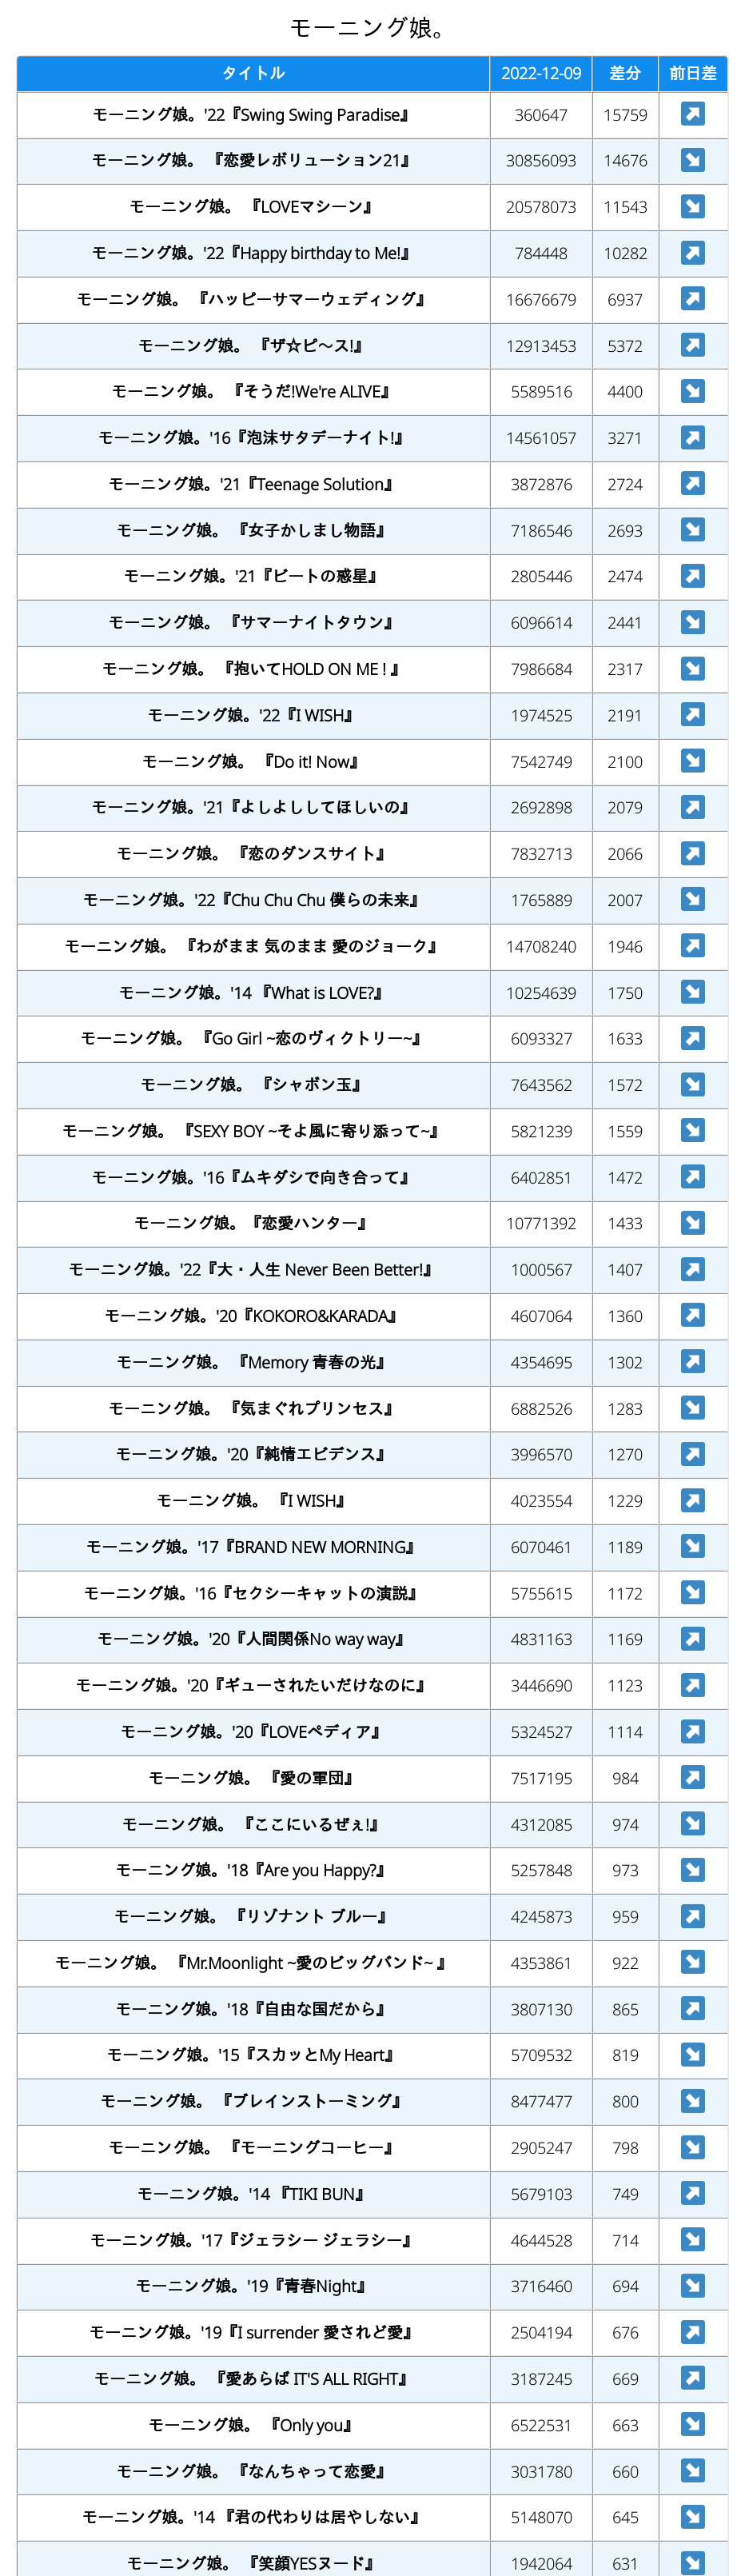 モーニング娘。
タイトル 2022-12-09 差分 前日差
モーニング娘。'22『Swing Swing Paradise』 360647 15759 ↗
モーニング娘。 『恋愛レボリューション21』 30856093 14676 ↘
モーニング娘。 『LOVEマシーン』 20578073 11543 ↘
モーニング娘。'22『Happy birthday to Me!』 784448 10282 ↗
モーニング娘。 『ハッピーサマーウェディング』 16676679 6937 ↗
モーニング娘。 『ザ☆ピ〜ス!』 12913453 5372 ↗
モーニング娘。 『そうだ!We're ALIVE』 5589516 4400 ↘
モーニング娘。'16『泡沫サタデーナイト!』 14561057 3271 ↗
モーニング娘。'21『Teenage Solution』 3872876 2724 ↗
モーニング娘。 『女子かしまし物語』 7186546 2693 ↘
モーニング娘。'21『ビートの惑星』 2805446 2474 ↗
モーニング娘。 『サマーナイトタウン』 6096614 2441 ↘
モーニング娘。 『抱いてHOLD ON ME ! 』 7986684 2317 ↘
モーニング娘。'22『I WISH』 1974525 2191 ↗
モーニング娘。 『Do it! Now』 7542749 2100 ↘
モーニング娘。'21『よしよししてほしいの』 2692898 2079 ↗
モーニング娘。 『恋のダンスサイト』 7832713 2066 ↗
モーニング娘。'22『Chu Chu Chu 僕らの未来』 1765889 2007 ↘
モーニング娘。 『わがまま 気のまま 愛のジョーク』 14708240 1946 ↗
モーニング娘。'14 『What is LOVE?』 10254639 1750 ↘
モーニング娘。 『Go Girl ~恋のヴィクトリー~』 6093327 1633 ↗
モーニング娘。 『シャボン玉』 7643562 1572 ↘
モーニング娘。 『SEXY BOY ~そよ風に寄り添って~』 5821239 1559 ↘
モーニング娘。'16『ムキダシで向き合って』 6402851 1472 ↗
モーニング娘。『恋愛ハンター』 10771392 1433 ↘
モーニング娘。'22『大・人生 Never Been Better!』 1000567 1407 ↗
モーニング娘。'20『KOKORO&KARADA』 4607064 1360 ↗
モーニング娘。 『Memory 青春の光』 4354695 1302 ↗
モーニング娘。 『気まぐれプリンセス』 6882526 1283 ↘
モーニング娘。'20『純情エビデンス』 3996570 1270 ↗
モーニング娘。 『I WISH』 4023554 1229 ↗
モーニング娘。'17『BRAND NEW MORNING』 6070461 1189 ↘
モーニング娘。'16『セクシーキャットの演説』 5755615 1172 ↘
モーニング娘。'20『人間関係No way way』 4831163 1169 ↗
モーニング娘。'20『ギューされたいだけなのに』 3446690 1123 ↗
モーニング娘。'20『LOVEペディア』 5324527 1114 ↗
モーニング娘。 『愛の軍団』 7517195 984 ↗
モーニング娘。 『ここにいるぜぇ!』 4312085 974 ↘
モーニング娘。'18『Are you Happy?』 5257848 973 ↘
モーニング娘。 『リゾナント ブルー』 4245873 959 ↗
モーニング娘。 『Mr.Moonlight ~愛のビッグバンド~ 』 4353861 922 ↘
モーニング娘。'18『自由な国だから』 3807130 865 ↗
モーニング娘。'15『スカッとMy Heart』 5709532 819 ↘
モーニング娘。 『ブレインストーミング』 8477477 800 ↘
モーニング娘。 『モーニングコーヒー』 2905247 798 ↘
モーニング娘。'14 『TIKI BUN』 5679103 749 ↗
モーニング娘。'17『ジェラシー ジェラシー』 4644528 714 ↘
モーニング娘。'19『青春Night』 3716460 694 ↘
モーニング娘。'19『I surrender 愛されど愛』 2504194 676 ↗
モーニング娘。 『愛あらば IT'S ALL RIGHT』 3187245 669 ↗
モーニング娘。 『Only you』 6522531 663 ↘
モーニング娘。 『なんちゃって恋愛』 3031780 660 ↘
モーニング娘。'14 『君の代わりは居やしない』 5148070 645 ↘
モーニング娘。 『笑顔YESヌード』 1942064 631 ↘